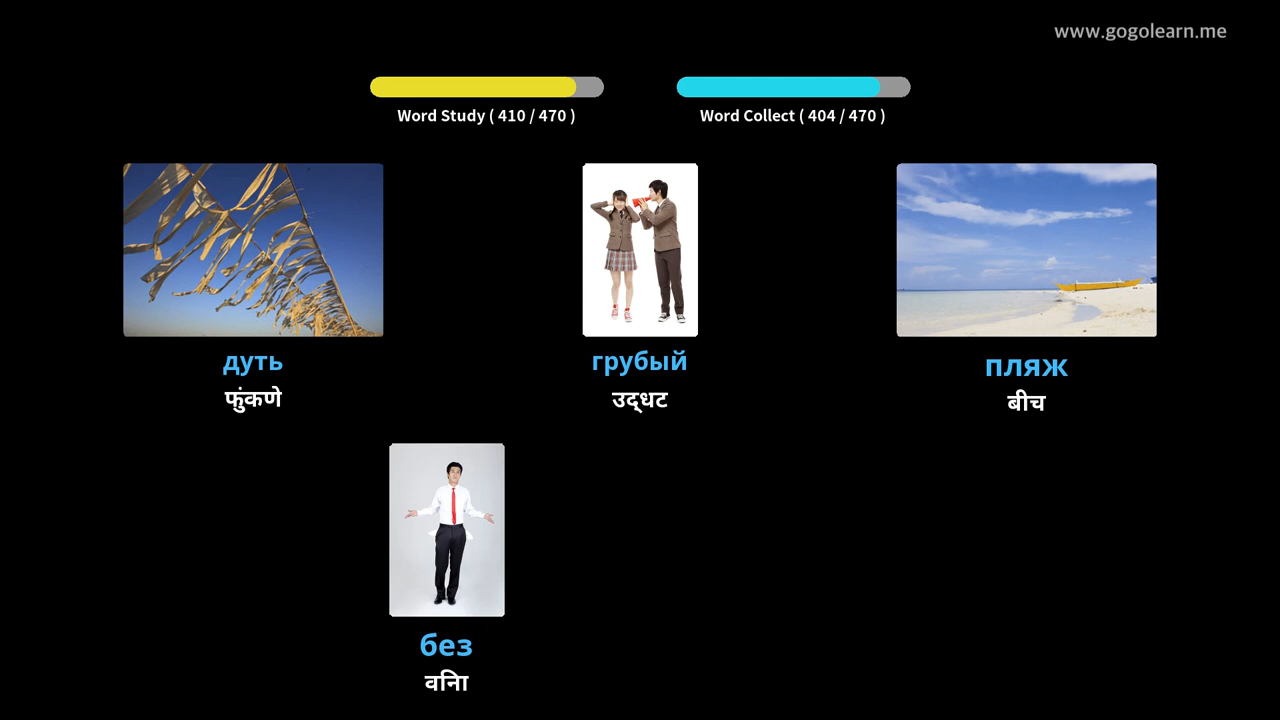 www.gogolearn.me
Word Study ( 410 / 470 )
Word Collect ( 404 / 470 )
дуть
फुंकणे
грубый
उद्धट
пляж
बीच
без
विना